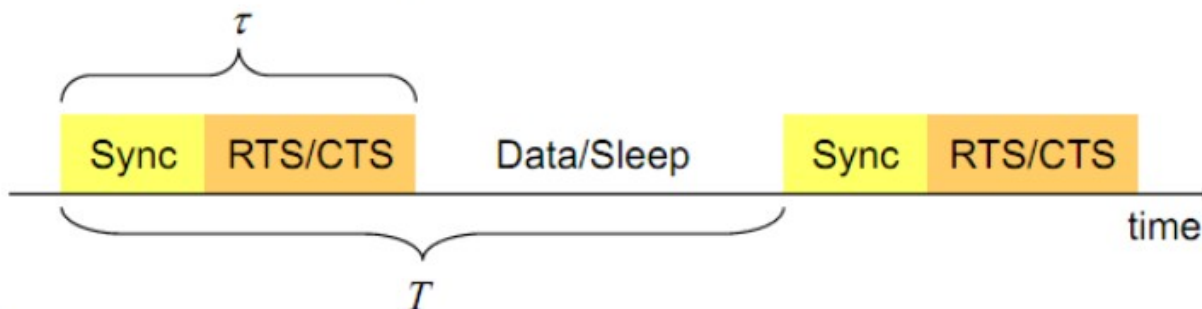 τ
Sync RTS/CTS Data/Sleep Sync RTS/CTS
time
T